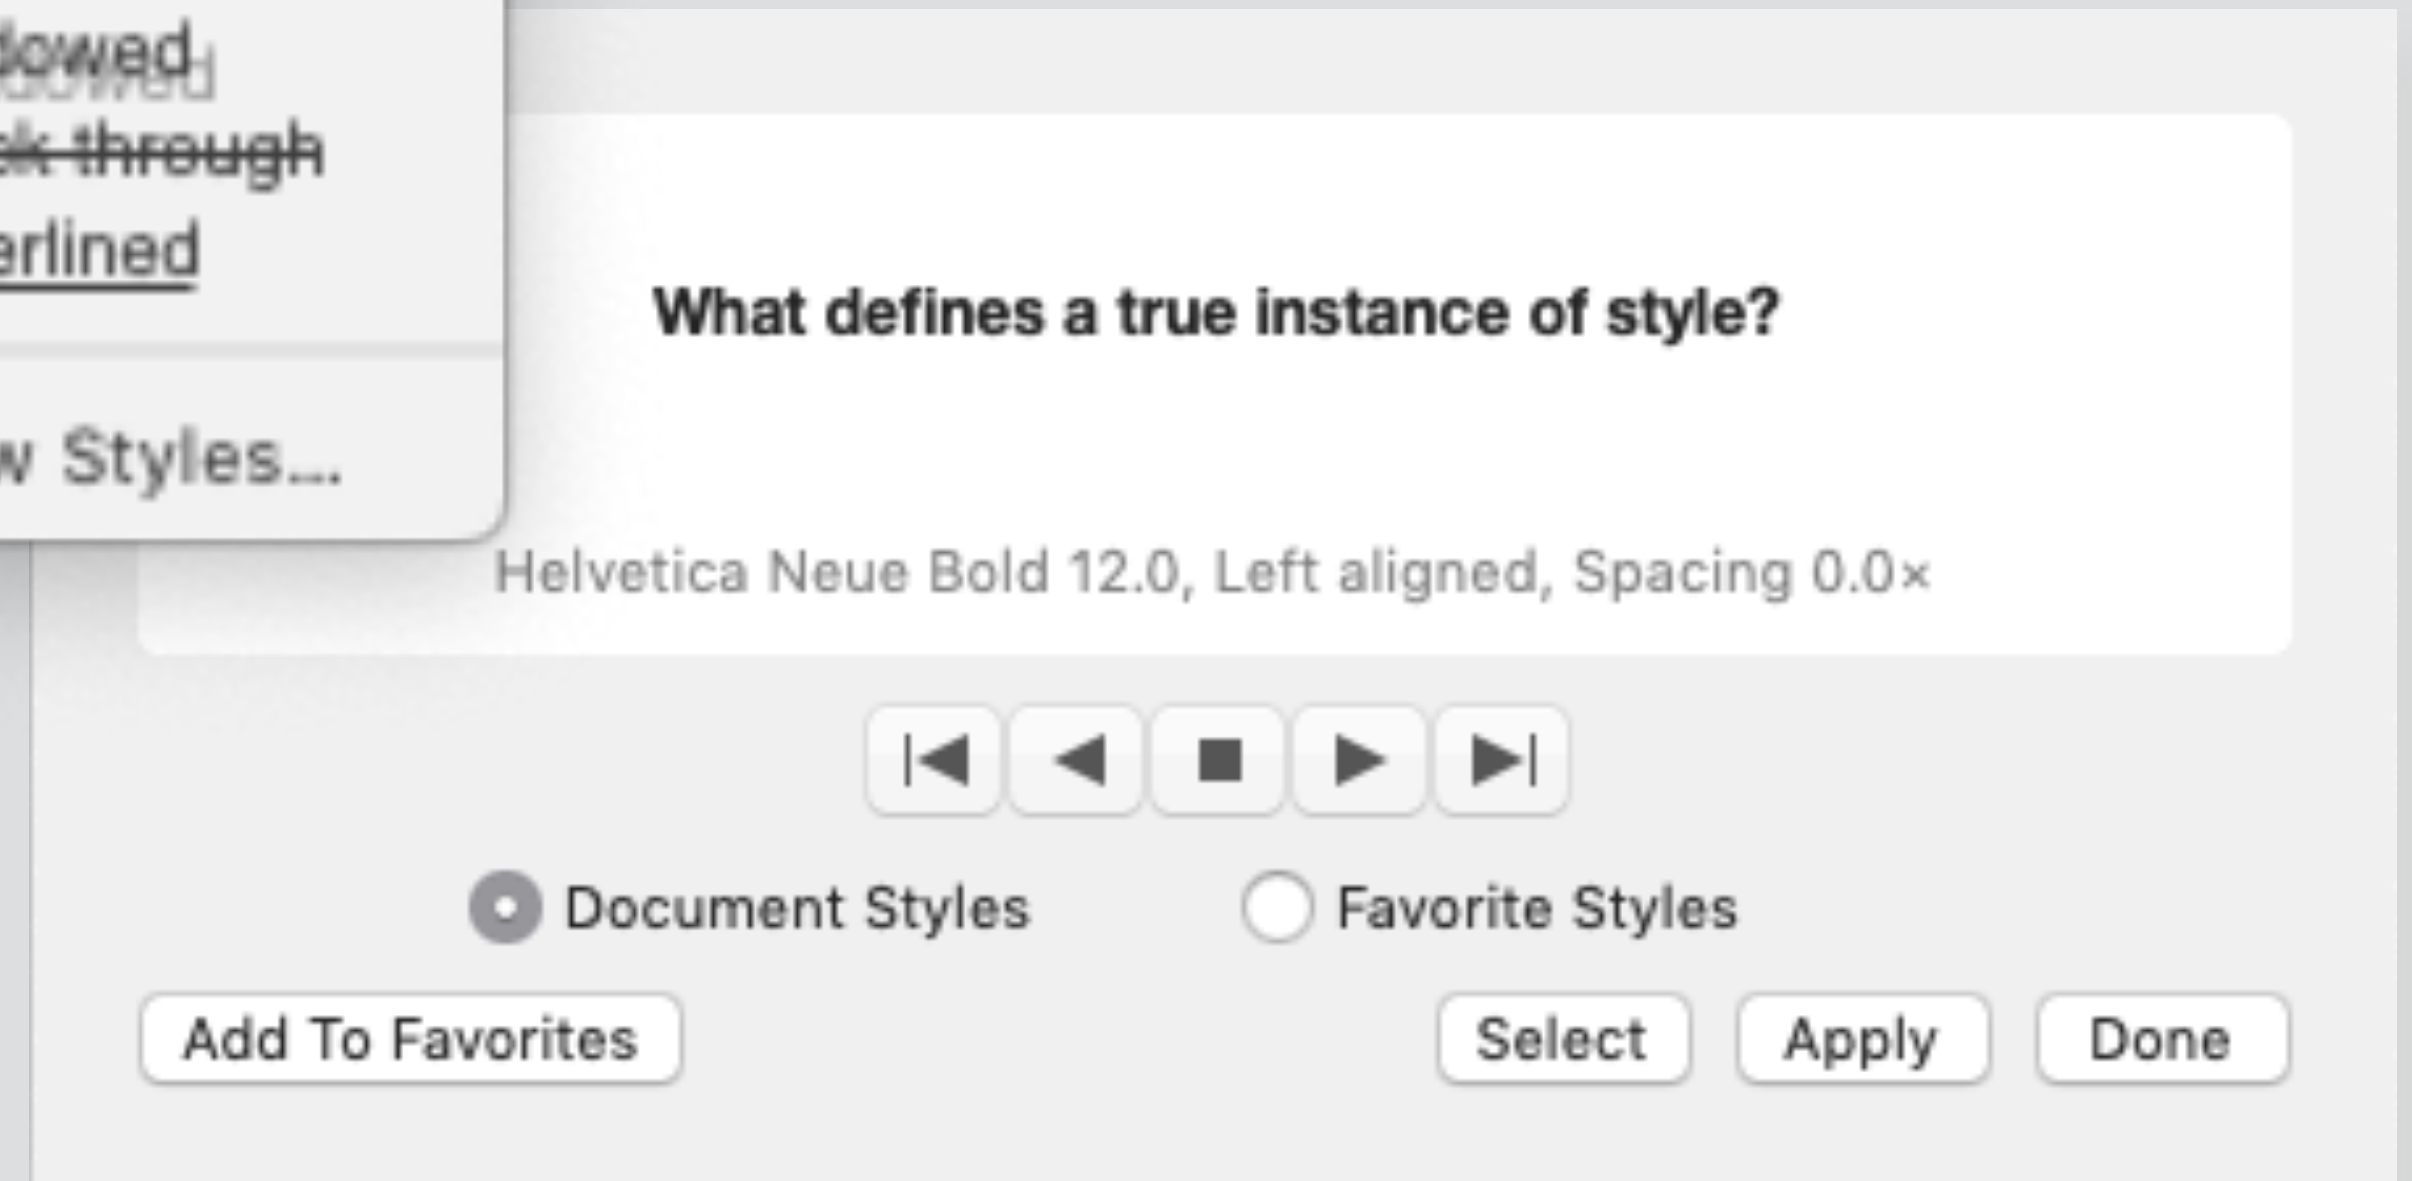 dowed
through
erlined
Styles...
What defines a true instance of style?
Helvetica Neue Bold 12.0, Left aligned, Spacing 0.0×
Document Styles
Favorite Styles
Add To Favorites
Select
Apply
Done